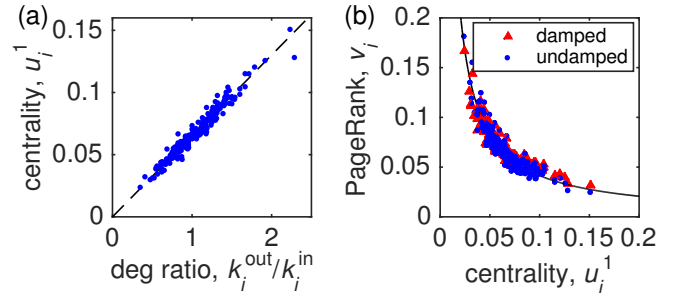 (a)
0.15
0.10
0.05
0
centrality, u_i^1
0 1 2
deg ratio, k_i^out/k_i^in
(b)
0.2
0.15
0.1
0.05
0
PageRank, v_i
damped
undamped
0 0.05 0.1 0.15 0.2
centrality, u_i^1